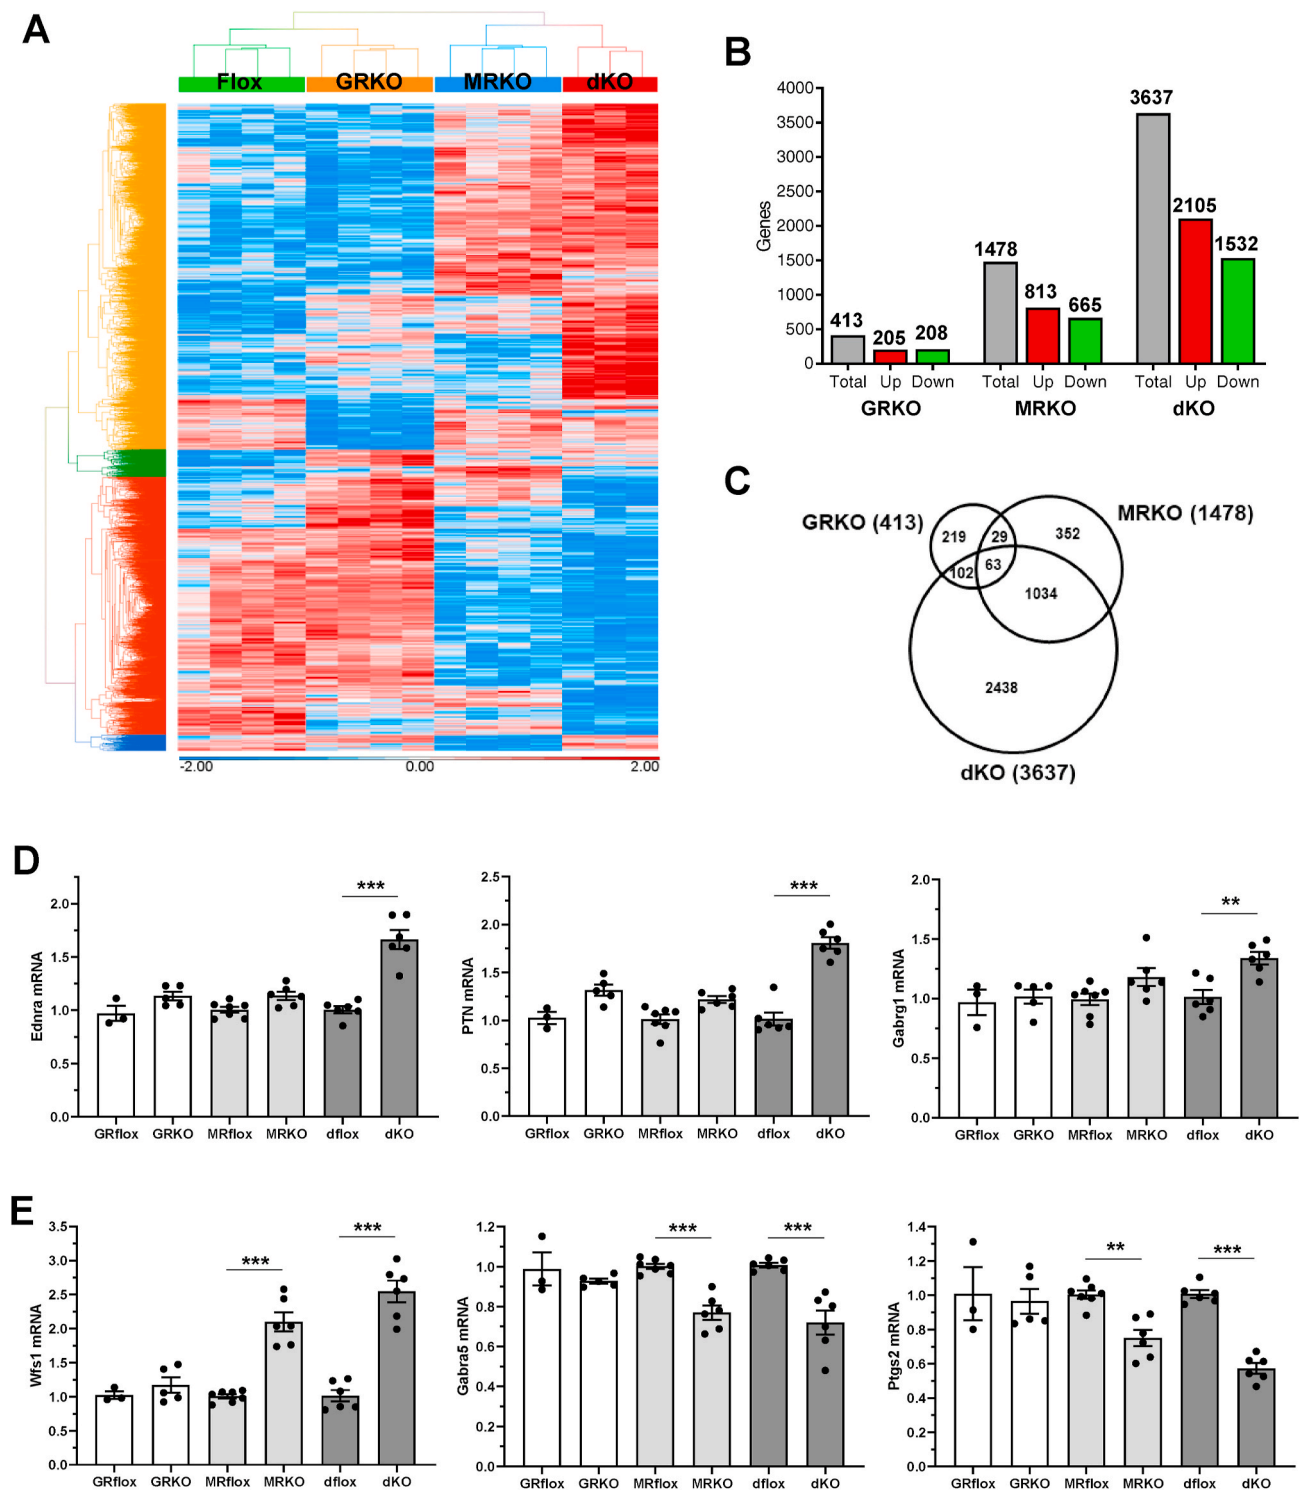 A
Flox GRKO MRKO dKO
-2.00 0.00 2.00
B
Genes
4000
3500
3000
2500
2000
1500
1000
500
0
413 205 208
1478 813 665
3637 2105 1532
Total Up Down Total Up Down Total Up Down
GRKO MRKO dKO
C
GRKO (413)
MRKO (1478)
219 29 352
102 63
1034
2438
dKO (3637)
D
Ednra mRNA
2.0
1.5
1.0
0.5
0.0
***
GRflox GRKO MRflox MRKO dflox dKO
PTN mRNA
2.5
2.0
1.5
1.0
0.5
0.0
***
GRflox GRKO MRflox MRKO dflox dKO
Gabrg1 mRNA
2.0
1.5
1.0
0.5
0.0
**
GRflox GRKO MRflox MRKO dflox dKO
E
Wfs1 mRNA
3.5
3.0
2.5
2.0
1.5
1.0
0.5
0.0
*** ***
GRflox GRKO MRflox MRKO dflox dKO
Gabra5 mRNA
1.2
1.0
0.8
0.6
0.4
0.2
0.0
*** ***
GRflox GRKO MRflox MRKO dflox dKO
Ptgs2 mRNA
1.4
1.2
1.0
0.8
0.6
0.4
0.2
0.0
** ***
GRflox GRKO MRflox MRKO dflox dKO